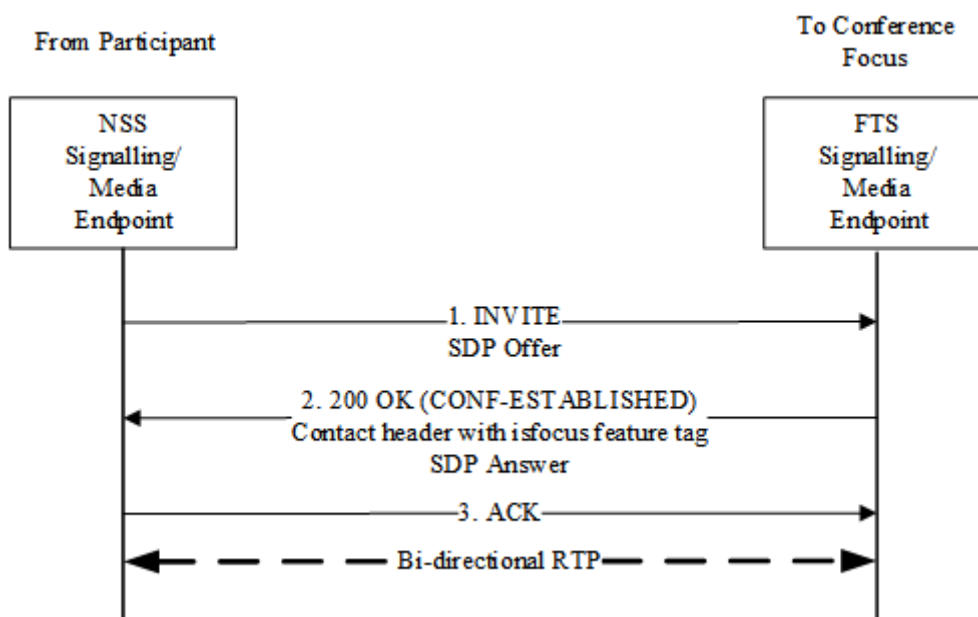 From Participant
To Conference
Focus
NSS
Signalling/
Media
Endpoint
FTS
Signalling/
Media
Endpoint
1. INVITE
SDP Offer
2. 200 OK (CONF-ESTABLISHED)
Contact header with isfocus feature tag
SDP Answer
3. ACK
Bi-directional RTP